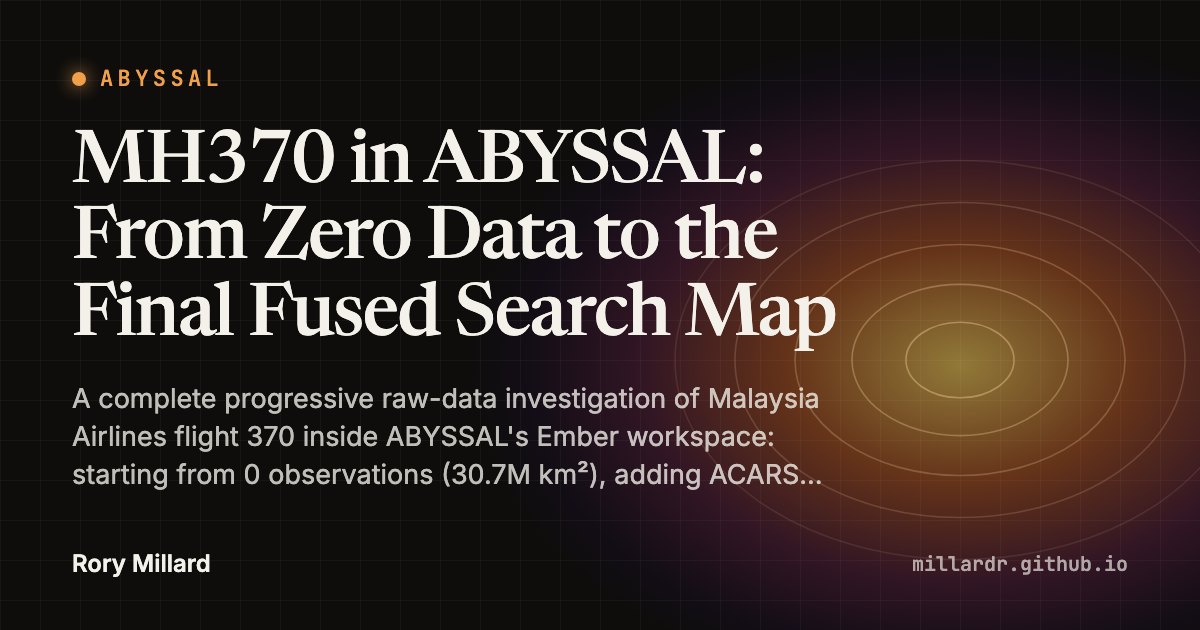 ABYSSAL
MH370 in ABYSSAL:
From Zero Data to the
Final Fused Search Map
A complete progressive raw-data investigation of Malaysia
Airlines flight 370 inside ABYSSAL's Ember workspace:
starting from 0 observations (30.7M km²), adding ACARS...
Rory Millard
millardr.github.io